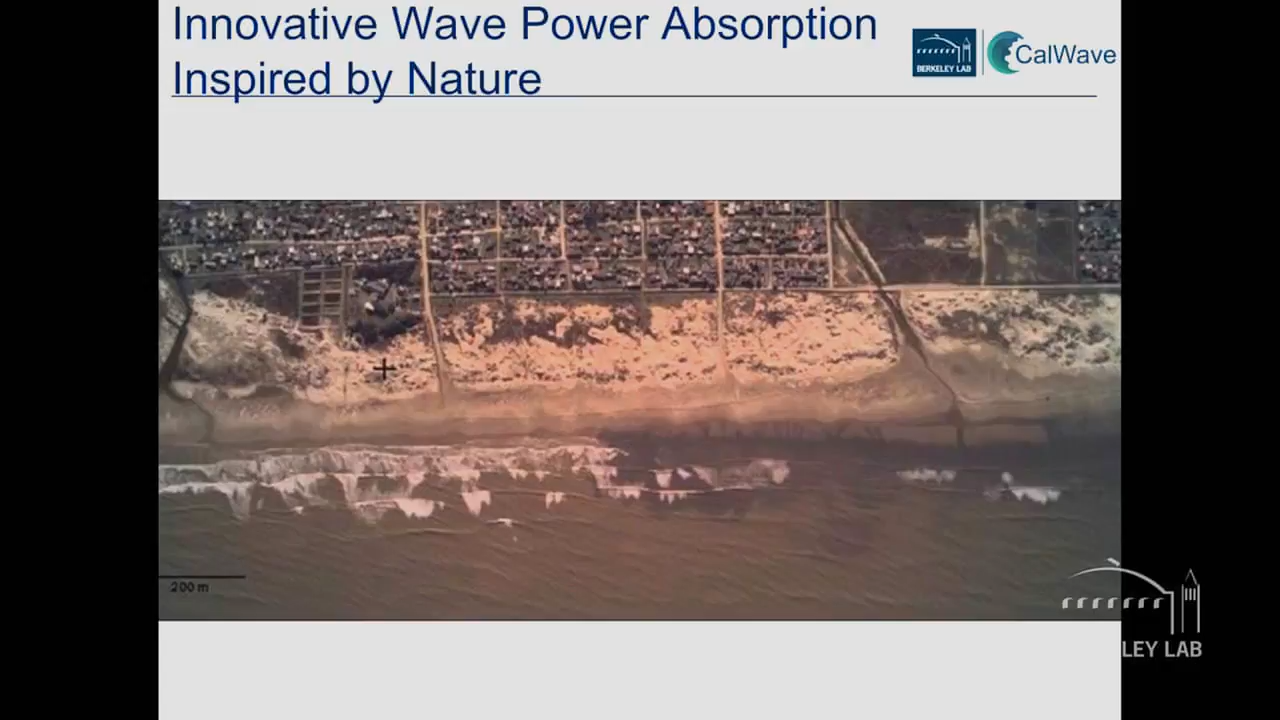 Innovative Wave Power Absorption
Inspired by Nature
BERKELEY LAB
CalWave
200 m
LEY LAB